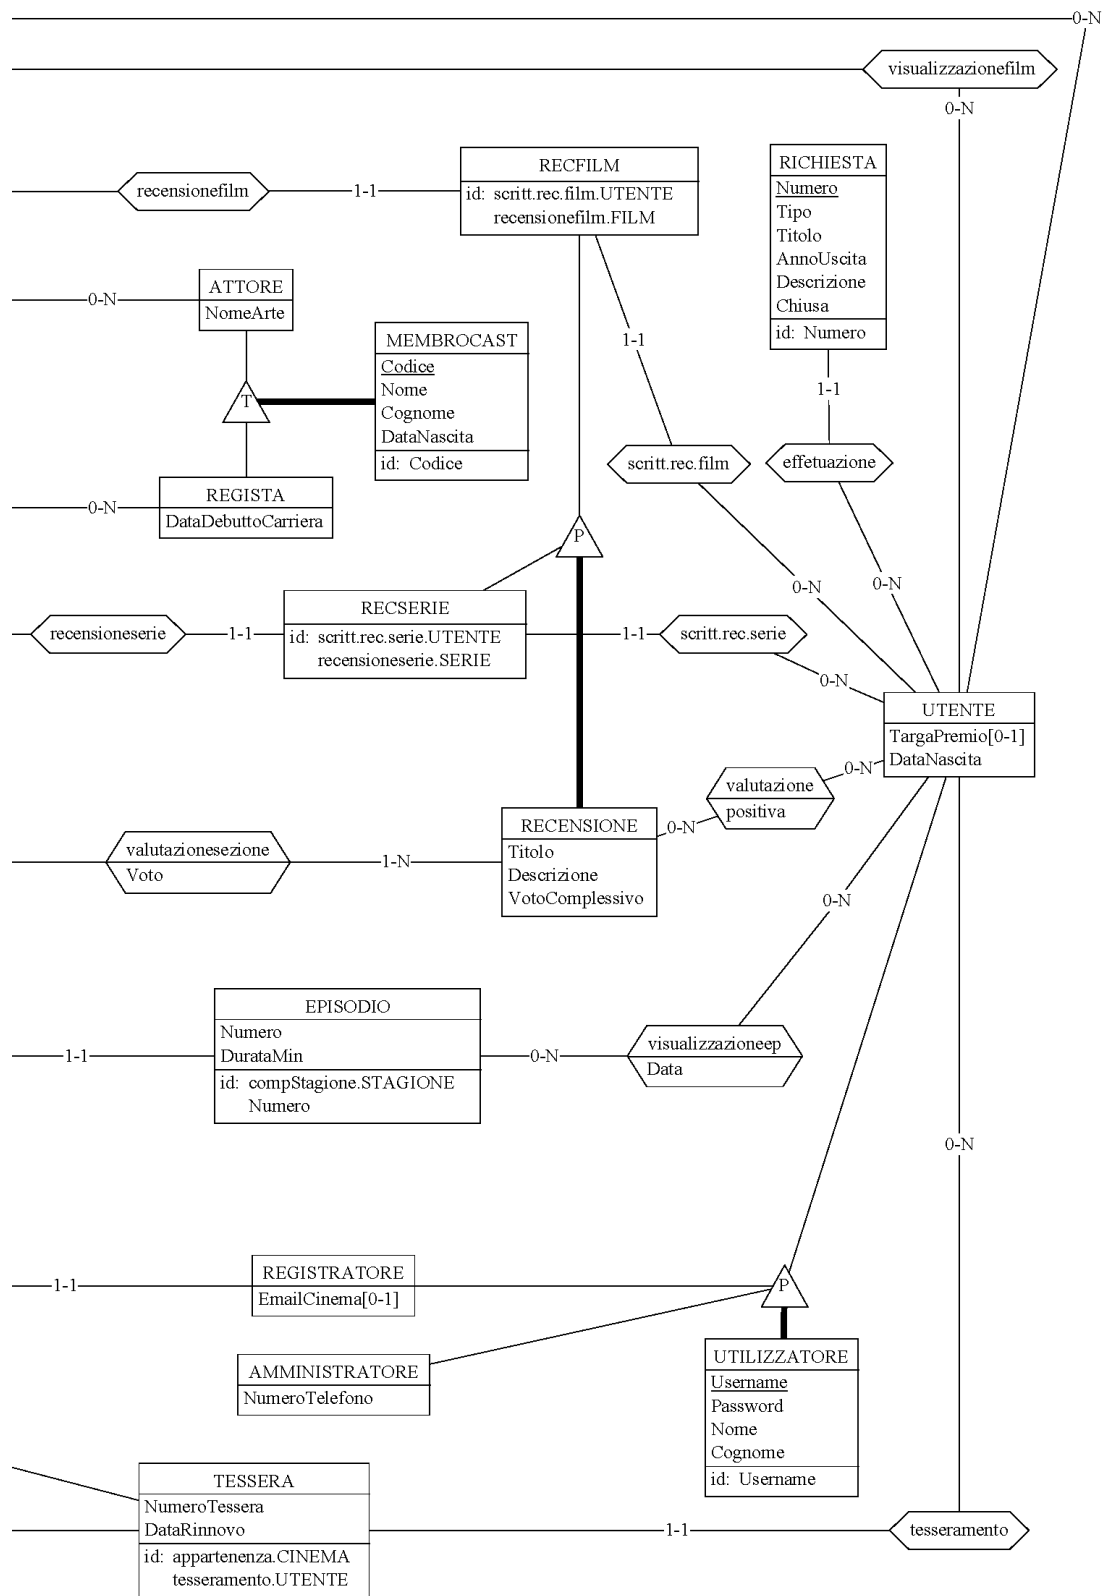 0-N
visualizzazionefilm
0-N
recensionefilm
1-1
RECFILM
id: scritt.rec.film.UTENTE
recensionefilm.FILM
RICHIESTA
Numero
Tipo
Titolo
AnnoUscita
Descrizione
Chiusa
id: Numero
0-N
ATTORE
NomeArte
1-1
MEMBROCAST
Codice
Nome
Cognome
DataNascita
id: Codice
T
1-1
scritt.rec.film
effetuazione
0-N
REGISTA
DataDebuttoCarriera
P
0-N
0-N
recensioneserie
1-1
RECSERIE
id: scritt.rec.serie.UTENTE
recensioneserie.SERIE
1-1
scritt.rec.serie
0-N
UTENTE
TargaPremio[0-1]
DataNascita
0-N
valutazione
positiva
0-N
RECENSIONE
Titolo
Descrizione
VotoComplessivo
valutazionesezione
Voto
1-N
0-N
EPISODIO
Numero
DurataMin
id: compStagione.STAGIONE
Numero
1-1
0-N
visualizzazioneep
Data
0-N
1-1
REGISTRATORE
EmailCinema[0-1]
P
AMMINISTRATORE
NumeroTelefono
UTILIZZATORE
Username
Password
Nome
Cognome
id: Username
TESSERA
NumeroTessera
DataRinnovo
id: appartenenza.CINEMA
tesseramento.UTENTE
1-1
tesseramento